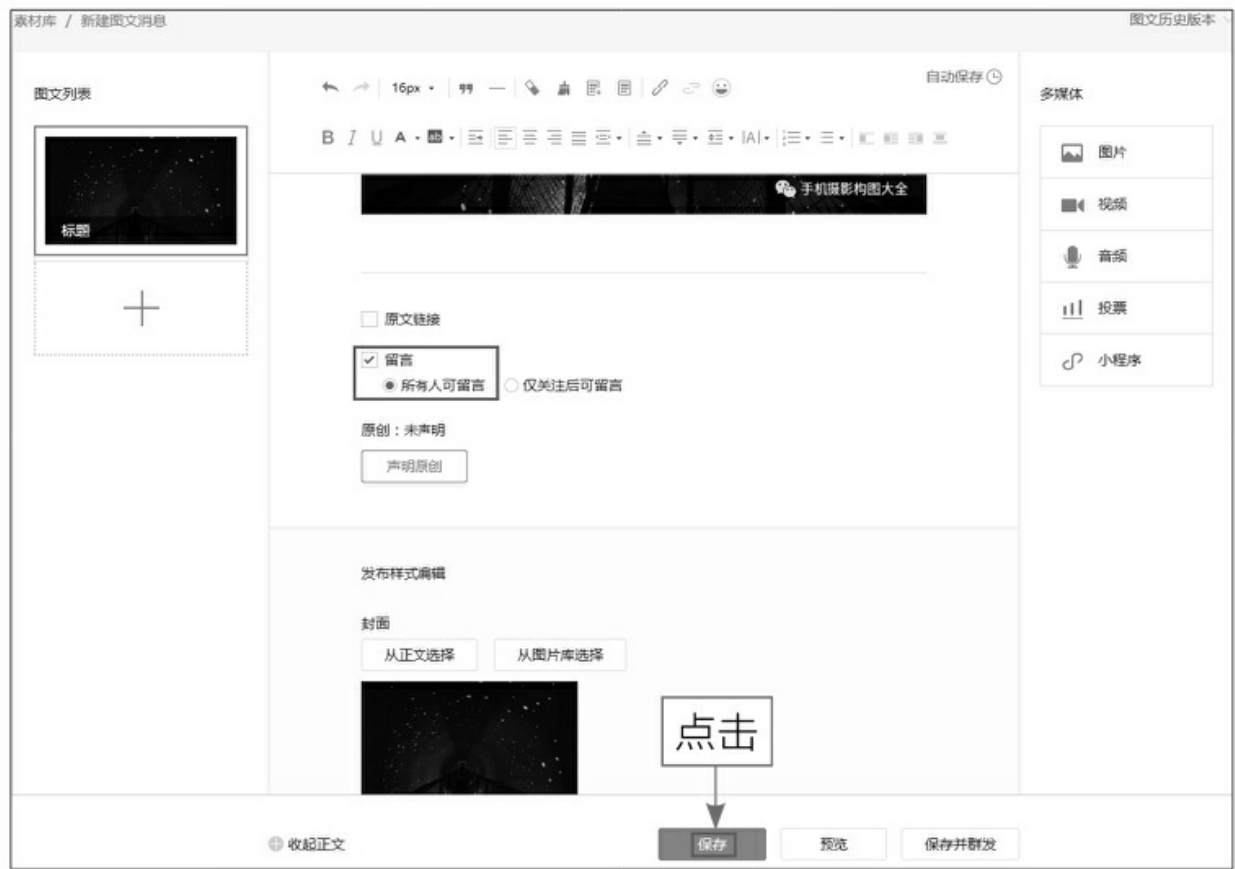 素材库 / 新建图文消息
图文历史版本
图文列表
标题
16px
自动保存
B I U A ab
|A|
手机摄影构图大全
原文链接
留言
所有人可留言 仅关注后可留言
原创：未声明
声明原创
发布样式编辑
封面
从正文选择 从图片库选择
点击
收起正文 保存 预览 保存并群发
多媒体
图片
视频
音频
投票
小程序